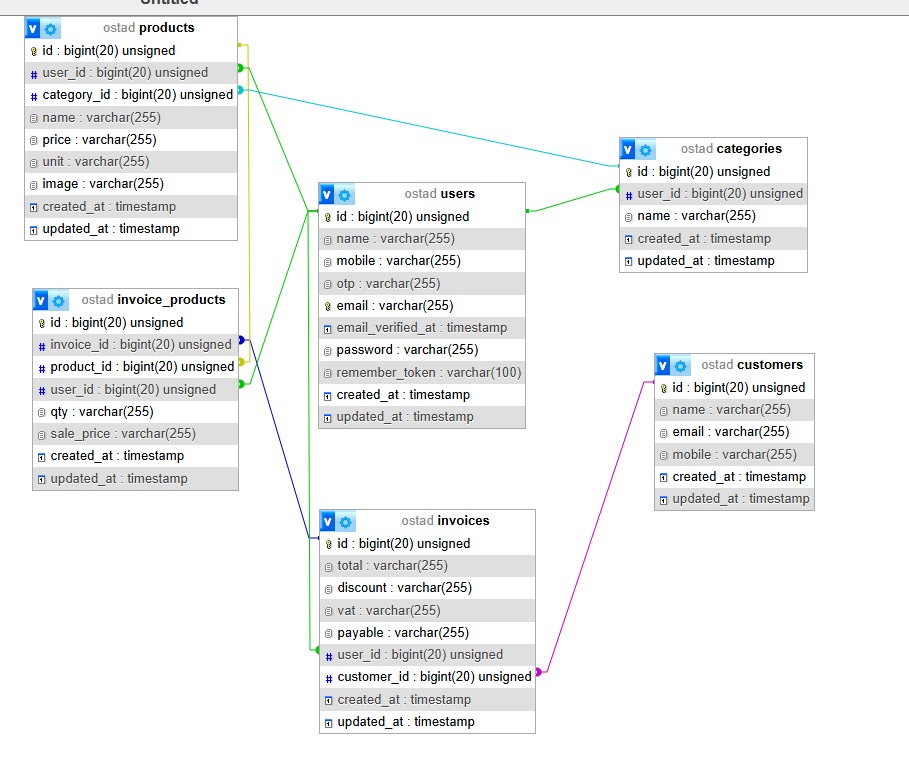 Untitled
v ostad products
id : bigint(20) unsigned
# user_id : bigint(20) unsigned
# category_id : bigint(20) unsigned
name : varchar(255)
price : varchar(255)
unit : varchar(255)
image : varchar(255)
created_at : timestamp
updated_at : timestamp
v ostad invoice_products
id : bigint(20) unsigned
# invoice_id : bigint(20) unsigned
# product_id : bigint(20) unsigned
# user_id : bigint(20) unsigned
qty : varchar(255)
sale_price : varchar(255)
created_at : timestamp
updated_at : timestamp
v ostad users
id : bigint(20) unsigned
name : varchar(255)
mobile : varchar(255)
otp : varchar(255)
email : varchar(255)
email_verified_at : timestamp
password : varchar(255)
remember_token : varchar(100)
created_at : timestamp
updated_at : timestamp
v ostad invoices
id : bigint(20) unsigned
total : varchar(255)
discount : varchar(255)
vat : varchar(255)
payable : varchar(255)
# user_id : bigint(20) unsigned
# customer_id : bigint(20) unsigned
created_at : timestamp
updated_at : timestamp
v ostad categories
id : bigint(20) unsigned
# user_id : bigint(20) unsigned
name : varchar(255)
created_at : timestamp
updated_at : timestamp
v ostad customers
id : bigint(20) unsigned
name : varchar(255)
email : varchar(255)
mobile : varchar(255)
created_at : timestamp
updated_at : timestamp